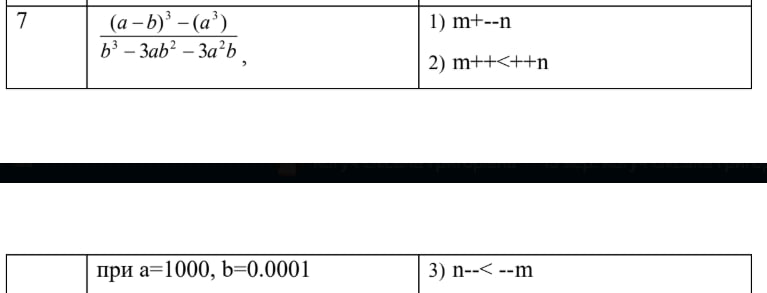 7
(a – b)³ – (a³)
b³ – 3ab² – 3a²b ,
1) m+--n
2) m++<++n
при a=1000, b=0.0001
3) n--< --m